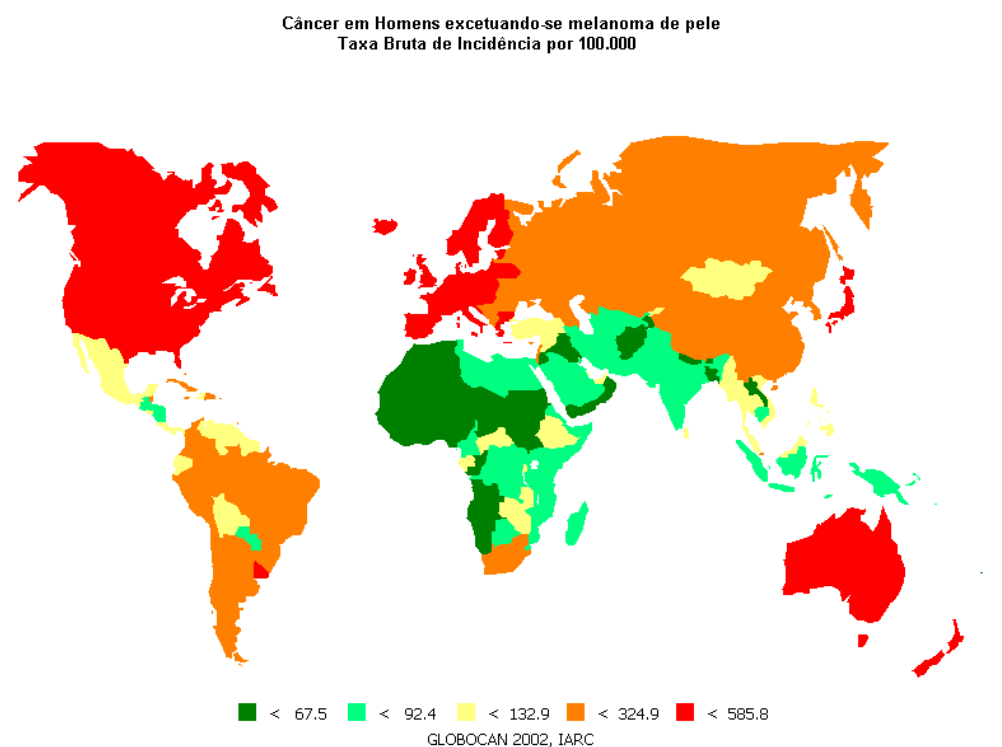 Câncer em Homens excetuando-se melanoma de pele
Taxa Bruta de Incidência por 100.000
< 67.5 < 92.4 < 132.9 < 324.9 < 585.8
GLOBOCAN 2002, IARC